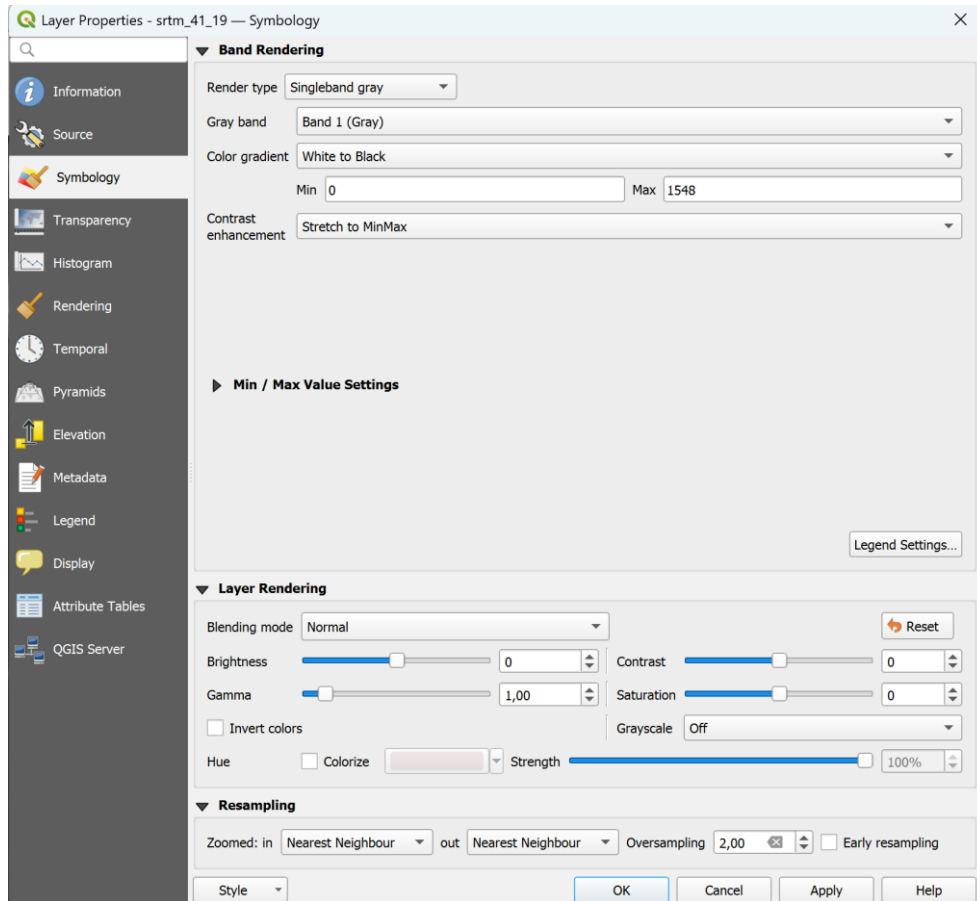 Layer Properties - srtm_41_19 — Symbology
Information
Source
Symbology
Transparency
Histogram
Rendering
Temporal
Pyramids
Elevation
Metadata
Legend
Display
Attribute Tables
QGIS Server
Band Rendering
Render type Singleband gray
Gray band Band 1 (Gray)
Color gradient White to Black
Min 0 Max 1548
Contrast
enhancement Stretch to MinMax
Min / Max Value Settings
Legend Settings...
Layer Rendering
Blending mode Normal Reset
Brightness 0 Contrast 0
Gamma 1,00 Saturation 0
Invert colors Grayscale Off
Hue Colorize Strength 100%
Resampling
Zoomed: in Nearest Neighbour out Nearest Neighbour Oversampling 2,00 Early resampling
Style OK Cancel Apply Help